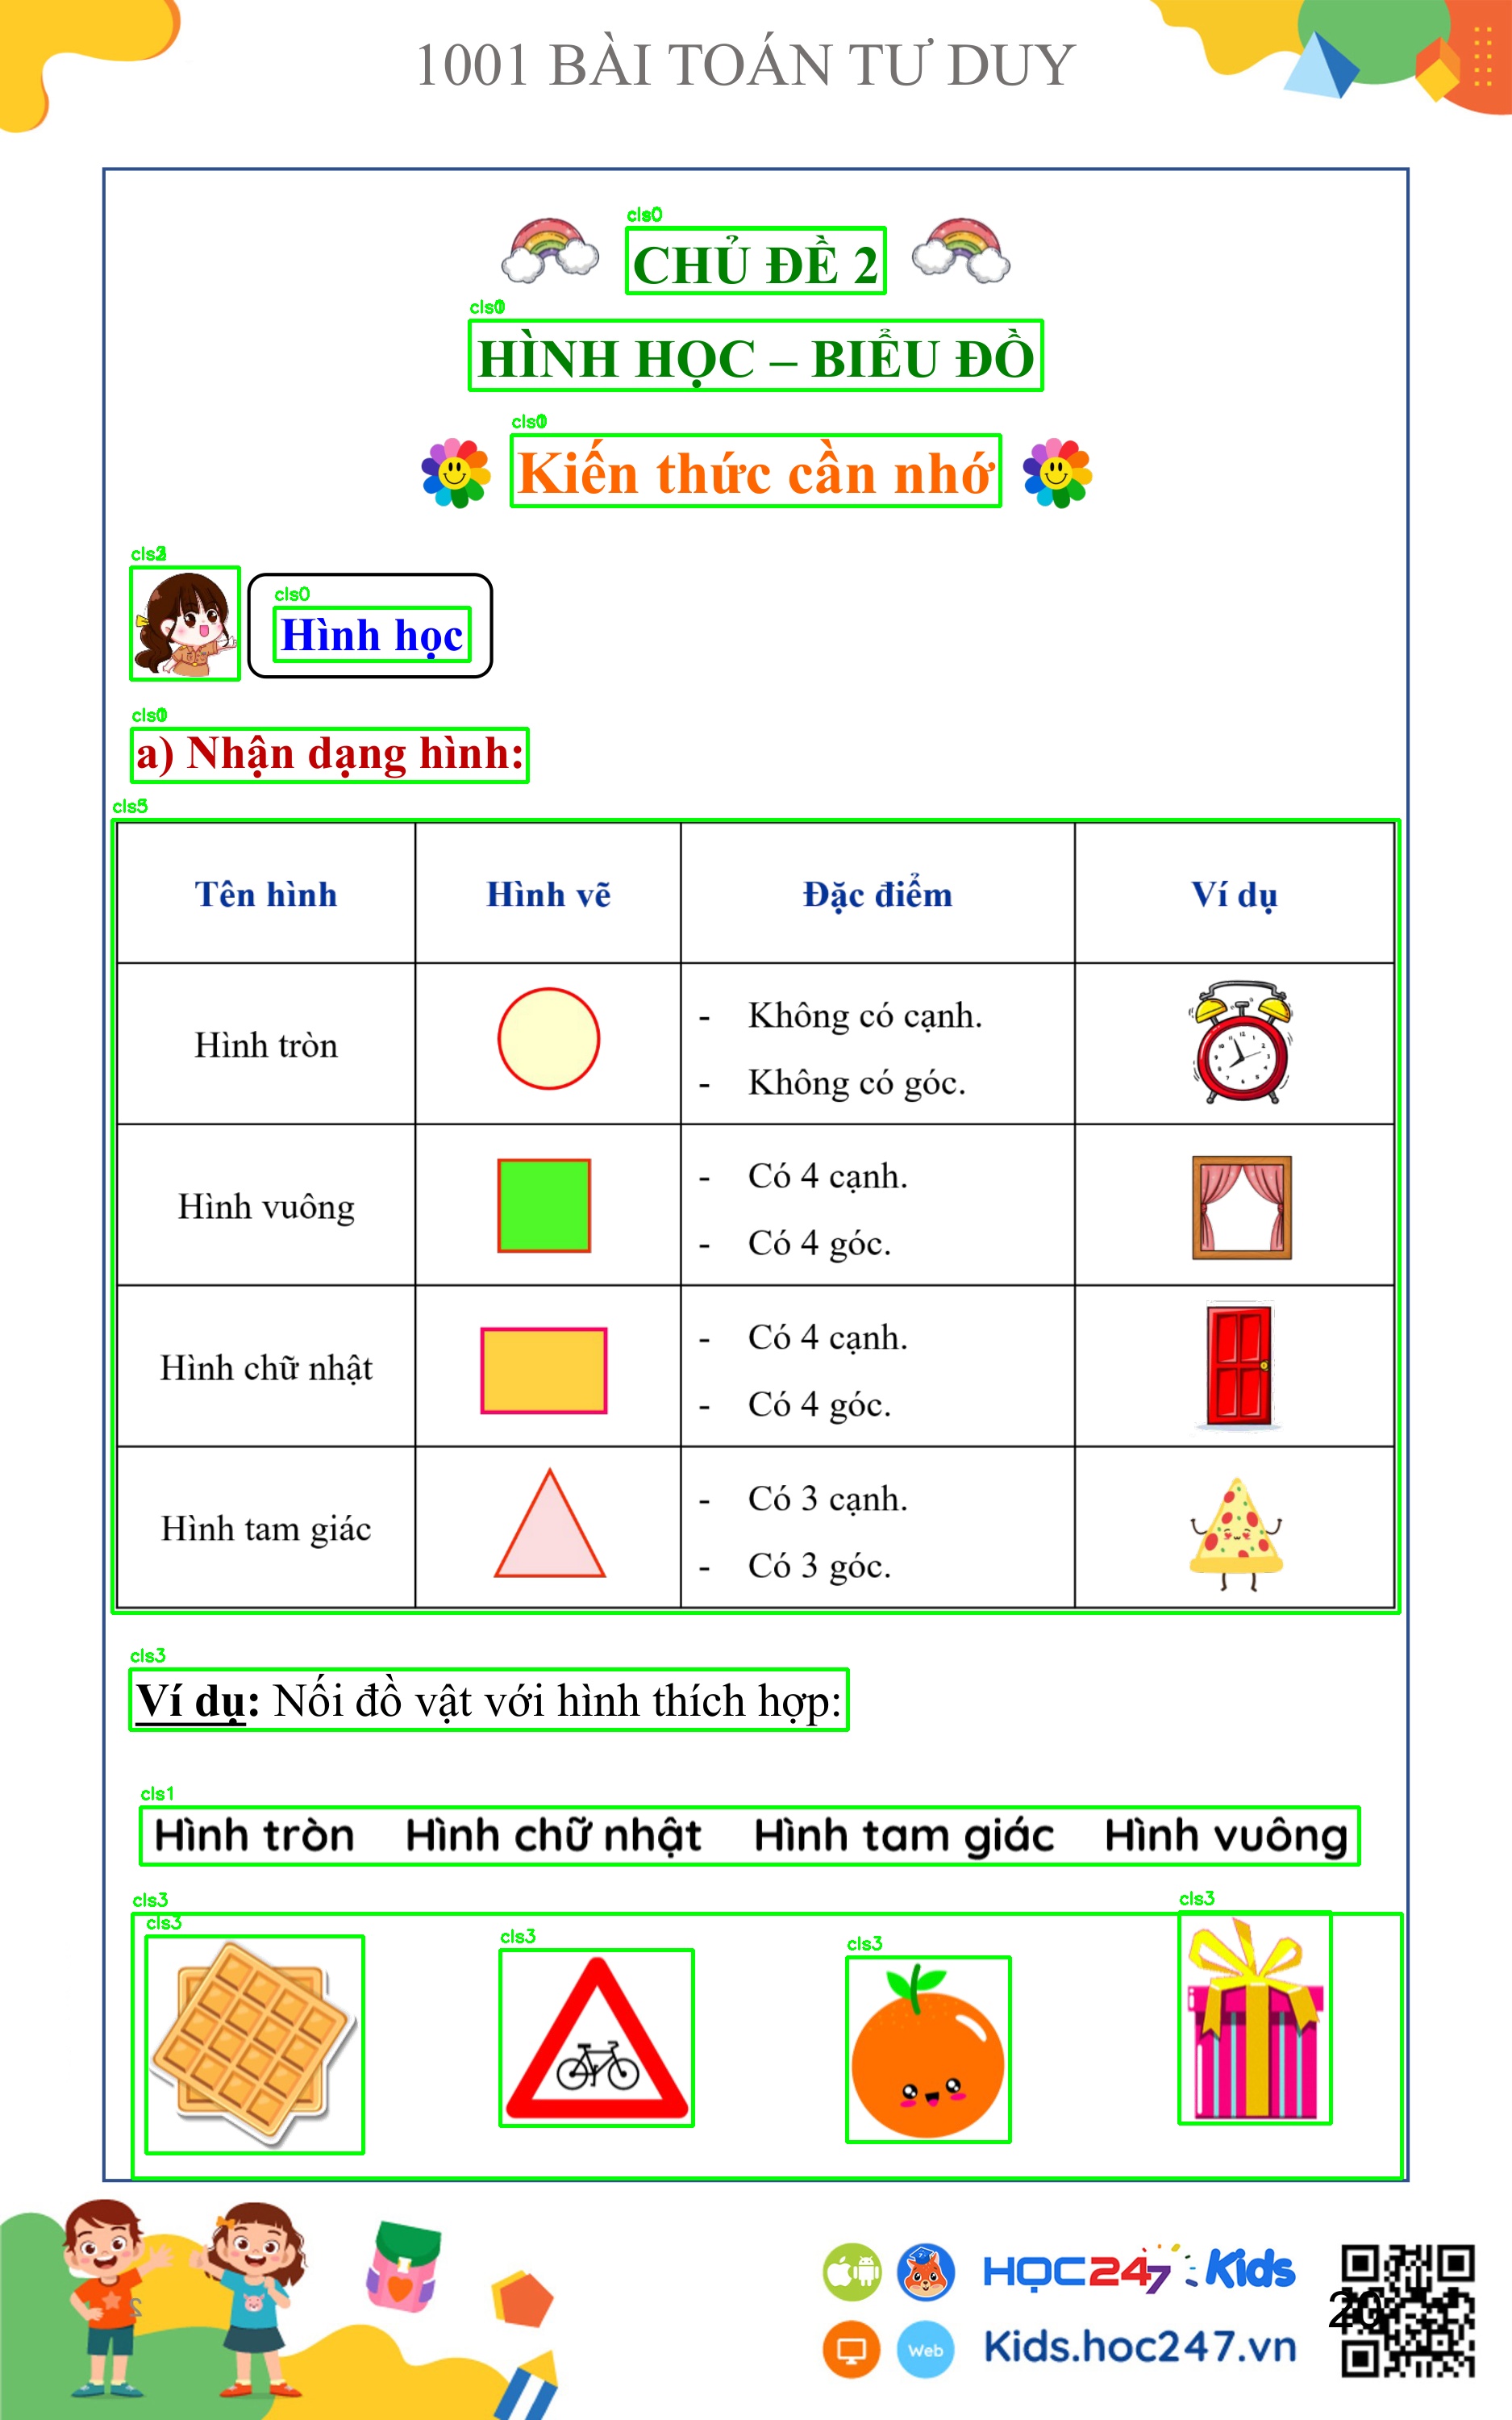 1001 BÀI TOÁN TƯ DUY
cls0
CHỦ ĐỀ 2
HÌNH HỌC – BIỂU ĐỒ
Kiến thức cần nhớ
cls0
Hình học
a) Nhận dạng hình:
Tên hình Hình vẽ Đặc điểm Ví dụ
Hình tròn
- Không có cạnh.
- Không có góc.
Hình vuông
- Có 4 cạnh.
- Có 4 góc.
Hình chữ nhật
- Có 4 cạnh.
- Có 4 góc.
Hình tam giác
- Có 3 cạnh.
- Có 3 góc.
cls3
Ví dụ: Nối đồ vật với hình thích hợp:
cls1
Hình tròn Hình chữ nhật Hình tam giác Hình vuông
cls3 cls3
cls3 cls3 cls3
HỌC247 Kids
20
Web Kids.hoc247.vn